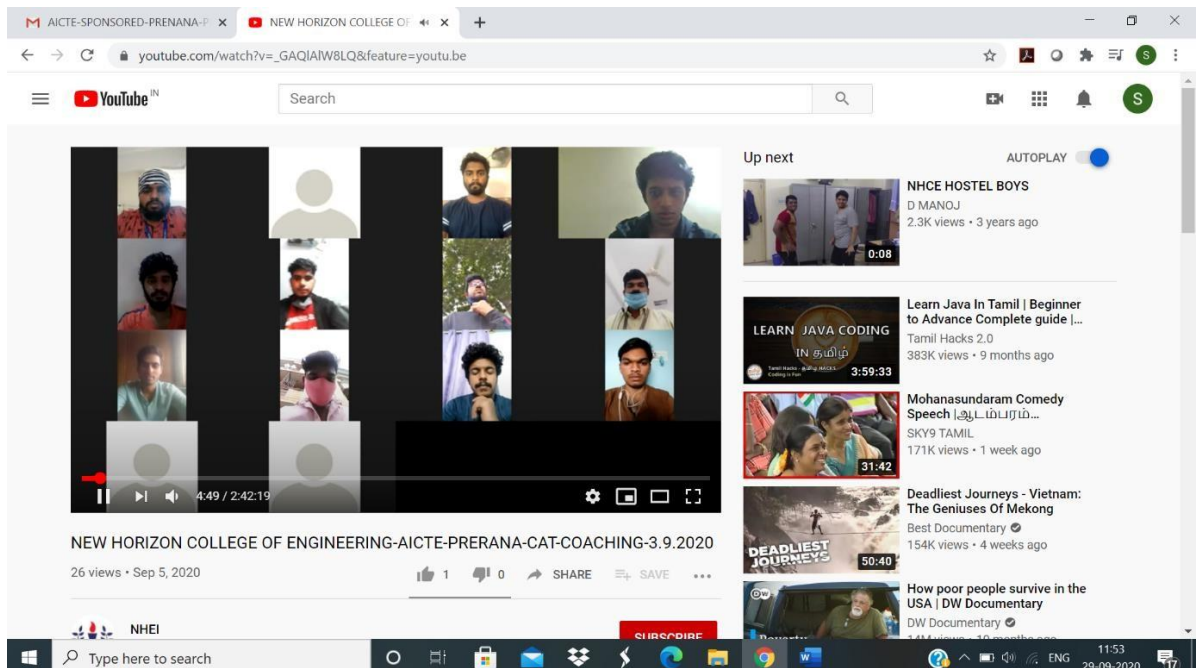 AICTE-SPONSORED-PRENANA-P
NEW HORIZON COLLEGE OF
youtube.com/watch?v=_GAQlAlW8LQ&feature=youtu.be
S
YouTube IN
Search
S
Up next
AUTOPLAY
NHCE HOSTEL BOYS
D MANOJ
2.3K views • 3 years ago
0:08
LEARN JAVA CODING
IN தமிழ்
3:59:33
Learn Java In Tamil | Beginner
to Advance Complete guide |...
Tamil Hacks 2.0
383K views • 9 months ago
31:42
Mohanasundaram Comedy
Speech |ஆடம்பரம்...
SKY9 TAMIL
171K views • 1 week ago
4:49 / 2:42:19
DEADLIEST
JOURNEYS
50:40
Deadliest Journeys - Vietnam:
The Geniuses Of Mekong
Best Documentary
154K views • 4 weeks ago
NEW HORIZON COLLEGE OF ENGINEERING-AICTE-PRERANA-CAT-COACHING-3.9.2020
26 views • Sep 5, 2020
1
0
SHARE
SAVE
DW
How poor people survive in the
USA | DW Documentary
DW Documentary
14M views • 10 months ago
NHEI
SUBSCRIBE
Type here to search
ENG
11:53
29-09-2020
17